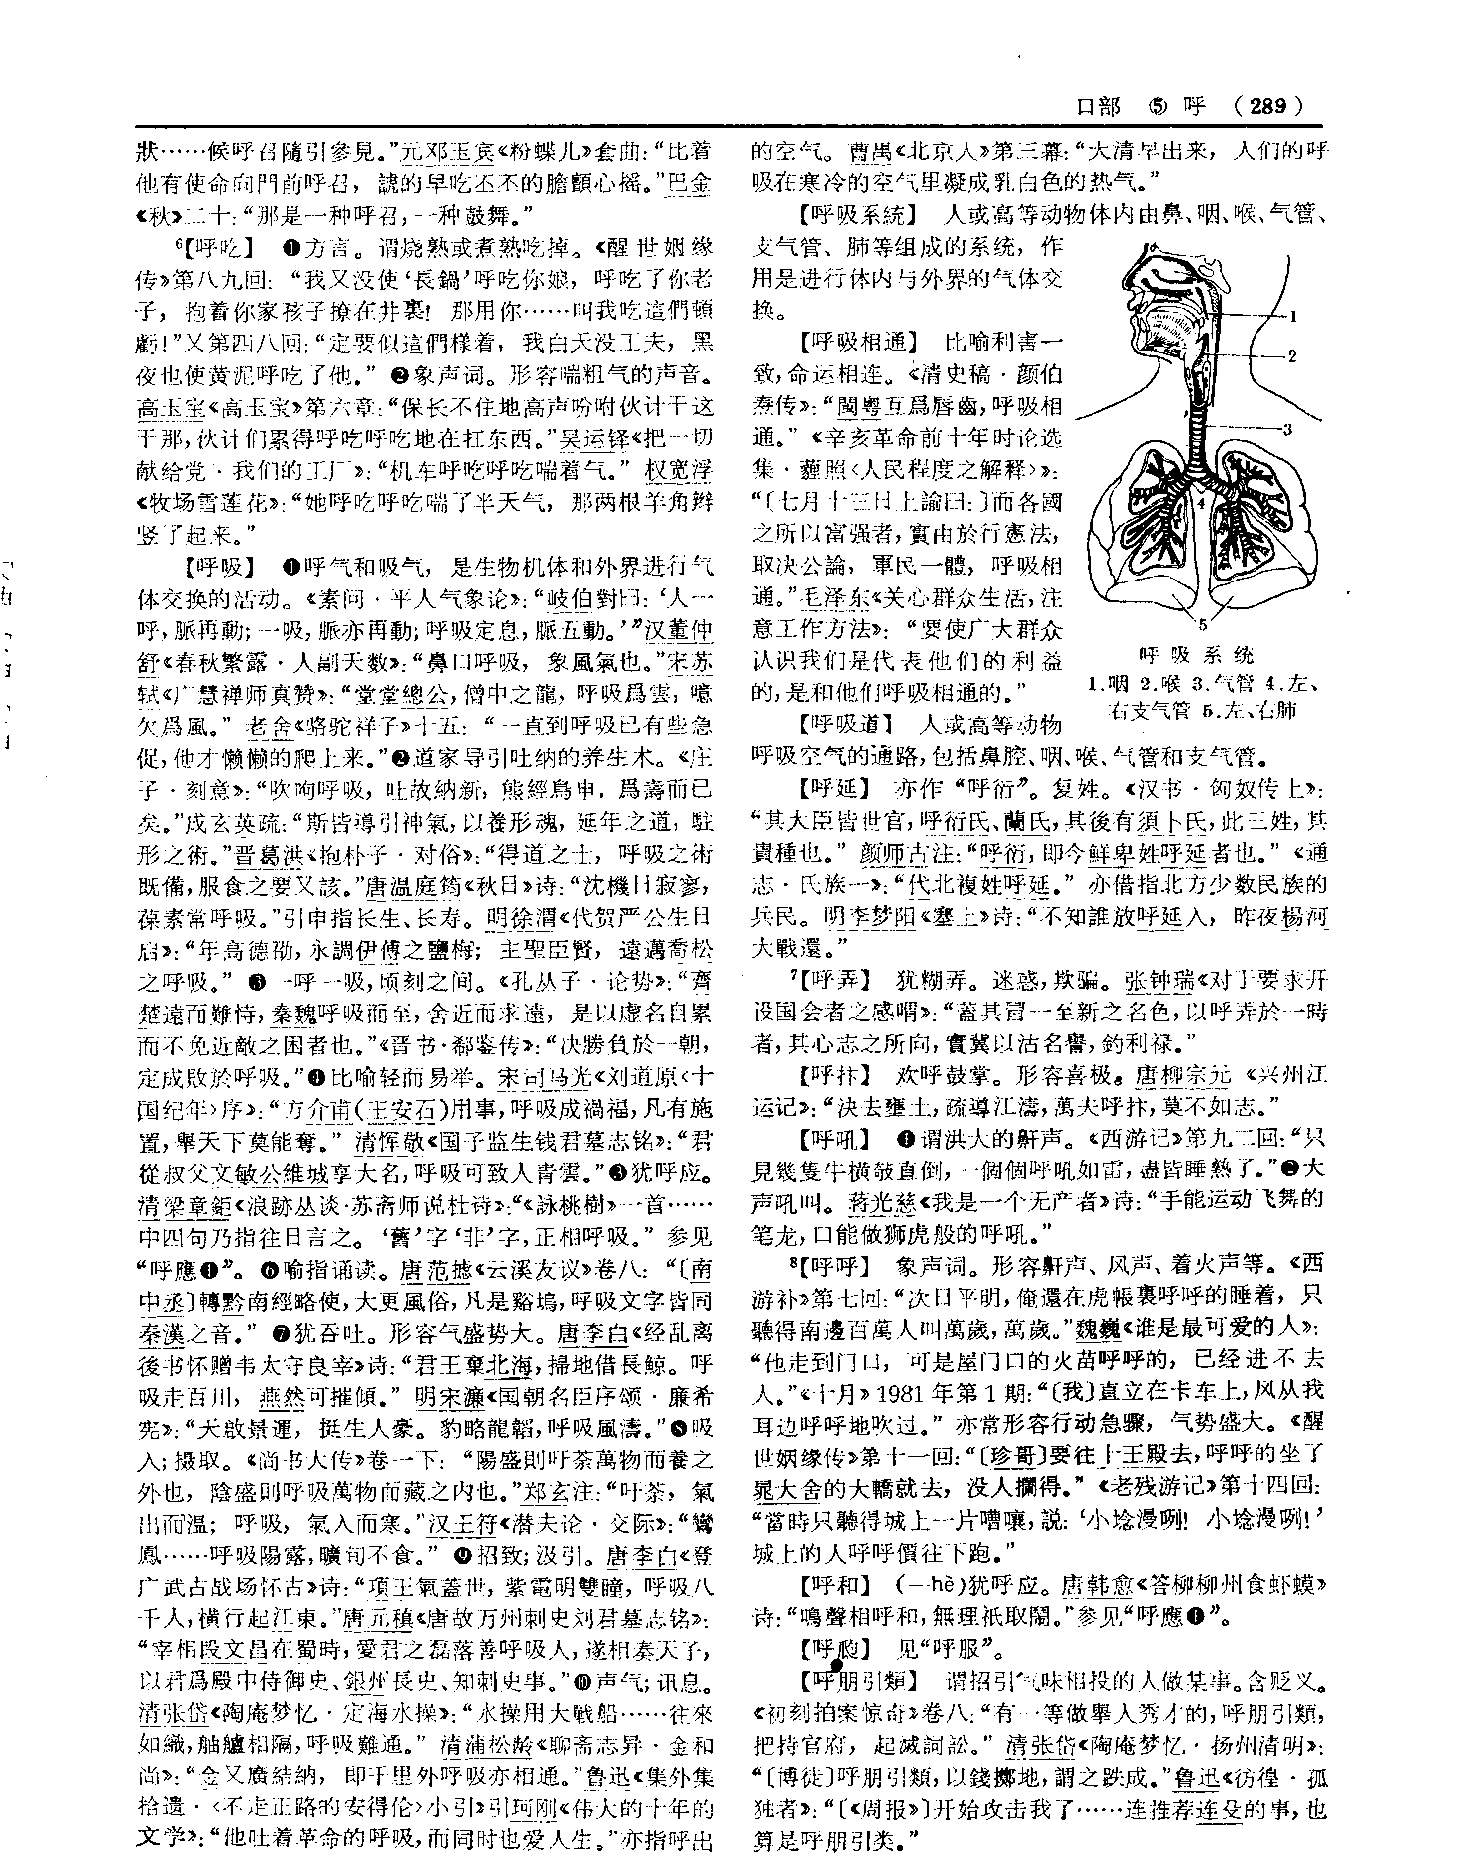 口部 ⑤ 呼 （289）
狀……候呼召隨引參見。”元邓玉宾《粉蝶儿》套曲：“比着
他有使命向門前呼召，諕的早吃丕丕的膽顫心摇。”巴金
《秋》二十：“那是一种呼召，一种鼓舞。”
⁶【呼吃】 ❶方言。谓烧熟或煮熟吃掉。《醒世姻缘
传》第八九回：“我又没使‘長鍋’呼吃你娘，呼吃了你老
子，抱着你家孩子撩在井裏！那用你……叫我吃這們頓
虧！”又第四八回：“定要似這們樣着，我白天没工夫，黑
夜也使黄泥呼吃了他。” ❷象声词。形容喘粗气的声音。
高玉宝《高玉宝》第六章：“保长不住地高声吩咐伙计干这
干那，伙计们累得呼吃呼吃地在扛东西。”吴运铎《把一切
献给党·我们的工厂》：“机车呼吃呼吃喘着气。” 权宽浮
《牧场雪莲花》：“她呼吃呼吃喘了半天气，那两根羊角辫
竖了起来。”
【呼吸】 ❶呼气和吸气，是生物机体和外界进行气
体交换的活动。《素问·平人气象论》：“岐伯對曰：‘人一
呼，脈再動；一吸，脈亦再動；呼吸定息，脈五動。’”汉董仲
舒《春秋繁露·人副天数》：“鼻口呼吸，象風氣也。”宋苏
轼《广慧禅师真赞》：“堂堂總公，僧中之龍，呼吸爲雲，噫
欠爲風。” 老舍《骆驼祥子》十五：“一直到呼吸已有些急
促，他才懒懒的爬上来。”❷道家导引吐纳的养生术。《庄
子·刻意》：“吹呴呼吸，吐故納新，熊經鳥申，爲壽而已
矣。”成玄英疏：“斯皆導引神氣，以養形魂，延年之道，駐
形之術。”晋葛洪《抱朴子·对俗》：“得道之士，呼吸之術
既備，服食之要又該。”唐温庭筠《秋日》诗：“沈機日寂寥，
葆素常呼吸。”引申指长生、长寿。明徐渭《代贺严公生日
启》：“年高德劭，永調伊傅之鹽梅；主聖臣賢，遠邁喬松
之呼吸。” ❸一呼一吸，顷刻之间。《孔丛子·论势》：“齊
楚遠而難恃，秦魏呼吸而至，舍近而求遠，是以虚名自累
而不免近敵之困者也。”《晋书·郗鉴传》：“决勝負於一朝，
定成敗於呼吸。”❹比喻轻而易举。宋司马光《刘道原〈十
国纪年〉序》：“方介甫（王安石）用事，呼吸成禍福，凡有施
置，舉天下莫能奪。” 清恽敬《国子监生钱君墓志铭》：“君
從叔父文敏公維城享大名，呼吸可致人青雲。”❺犹呼应。
清梁章鉅《浪跡丛谈·苏斋师说杜诗》：“《詠桃樹》一首……
中四句乃指往日言之。‘舊’字‘非’字，正相呼吸。” 参见
“呼應❶”。 ❻喻指诵读。唐范摅《云溪友议》卷八：“〔南
中丞〕轉黔南經略使，大更風俗，凡是谿塢，呼吸文字皆同
秦漢之音。” ❼犹吞吐。形容气盛势大。唐李白《经乱离
後书怀赠韦太守良宰》诗：“君王棄北海，掃地借長鯨。呼
吸走百川，燕然可摧傾。” 明宋濂《国朝名臣序颂·廉希
宪》：“天啟景運，挺生人豪。豹略龍韜，呼吸風濤。”❽吸
入；摄取。《尚书大传》卷一下：“陽盛則吁荼萬物而養之
外也，陰盛則呼吸萬物而藏之内也。”郑玄注：“吁荼，氣
出而温；呼吸，氣入而寒。”汉王符《潜夫论·交际》：“鸞
鳳……呼吸陽露，曠旬不食。” ❾招致；汲引。唐李白《登
广武古战场怀古》诗：“項王氣蓋世，紫電明雙瞳，呼吸八
千人，横行起江東。”唐元稹《唐故万州刺史刘君墓志铭》：
“宰相段文昌在蜀時，愛君之磊落善呼吸人，遂相奏天子，
以君爲殿中侍御史、銀州長史、知刺史事。”❿声气；讯息。
清张岱《陶庵梦忆·定海水操》：“水操用大戰船……往來
如織，舳艫相隔，呼吸難通。” 清蒲松龄《聊斋志异·金和
尚》：“金又廣結納，即千里外呼吸亦相通。”鲁迅《集外集
拾遗·〈不走正路的安得伦〉小引》引珂刚《伟大的十年的
文学》：“他吐着革命的呼吸，而同时也爱人生。”亦指呼出
的空气。曹禺《北京人》第三幕：“大清早出来，人们的呼
吸在寒冷的空气里凝成乳白色的热气。”
【呼吸系统】 人或高等动物体内由鼻、咽、喉、气管、
支气管、肺等组成的系统，作
用是进行体内与外界的气体交
换。
【呼吸相通】 比喻利害一
致，命运相连。《清史稿·颜伯
焘传》：“閩粤互爲唇齒，呼吸相
通。”《辛亥革命前十年时论选
集·蘿照〈人民程度之解释〉》：
“〔七月十三日上諭曰：〕而各國
之所以富强者，實由於行憲法，
取决公論，軍民一體，呼吸相
通。”毛泽东《关心群众生活，注
意工作方法》：“要使广大群众
认识我们是代表他们的利益
的，是和他们呼吸相通的。”
1
2
3
4
5
呼吸系统
1.咽 2.喉 3.气管 4.左、
右支气管 5.左、右肺
【呼吸道】 人或高等动物
呼吸空气的通路，包括鼻腔、咽、喉、气管和支气管。
【呼延】 亦作“呼衍”。复姓。《汉书·匈奴传上》：
“其大臣皆世官，呼衍氏、蘭氏，其後有須卜氏，此三姓，其
貴種也。” 颜师古注：“呼衍，即今鲜卑姓呼延者也。”《通
志·氏族一》：“代北複姓呼延。” 亦借指北方少数民族的
兵民。明李梦阳《塞上》诗：“不知誰放呼延入，昨夜杨河
大戰還。”
⁷【呼弄】 犹糊弄。迷惑，欺骗。张钟瑞《对于要求开
设国会者之感喟》：“蓋其冒一至新之名色，以呼弄於一時
者，其心志之所向，實冀以沽名譽，釣利禄。”
【呼抃】 欢呼鼓掌。形容喜极。唐柳宗元《兴州江
运记》：“决去壅土，疏導江濤，萬夫呼抃，莫不如志。”
【呼吼】 ❶谓洪大的鼾声。《西游记》第九二回：“只
見幾隻牛横敧直倒，一個個呼吼如雷，盡皆睡熟了。”❷大
声吼叫。蒋光慈《我是一个无产者》诗：“手能运动飞舞的
笔龙，口能做狮虎般的呼吼。”
⁸【呼呼】 象声词。形容鼾声、风声、着火声等。《西
游补》第七回：“次日平明，俺還在虎帳裏呼呼的睡着，只
聽得南邊百萬人叫萬歲，萬歲。”魏巍《谁是最可爱的人》：
“他走到门口，可是屋门口的火苗呼呼的，已经进不去
人。”《十月》1981年第1期：“〔我〕直立在卡车上，风从我
耳边呼呼地吹过。” 亦常形容行动急骤，气势盛大。《醒
世姻缘传》第十一回：“〔珍哥〕要往十王殿去，呼呼的坐了
晁大舍的大轎就去，没人攔得。”《老残游记》第十四回：
“當時只聽得城上一片嘈嚷，説：‘小埝漫咧！小埝漫咧！’
城上的人呼呼價往下跑。”
【呼和】 （－hè）犹呼应。唐韩愈《答柳柳州食虾蟆》
诗：“鳴聲相呼和，無理衹取鬧。”参见“呼應❶”。
【呼朋引類】 谓招引气味相投的人做某事。含贬义。
《初刻拍案惊奇》卷八：“有一等做舉人秀才的，呼朋引類，
把持官府，起滅詞訟。” 清张岱《陶庵梦忆·扬州清明》：
“〔博徒〕呼朋引類，以錢擲地，謂之跌成。”鲁迅《彷徨·孤
独者》：“〔《周报》〕开始攻击我了……连推荐连殳的事，也
算是呼朋引类。”